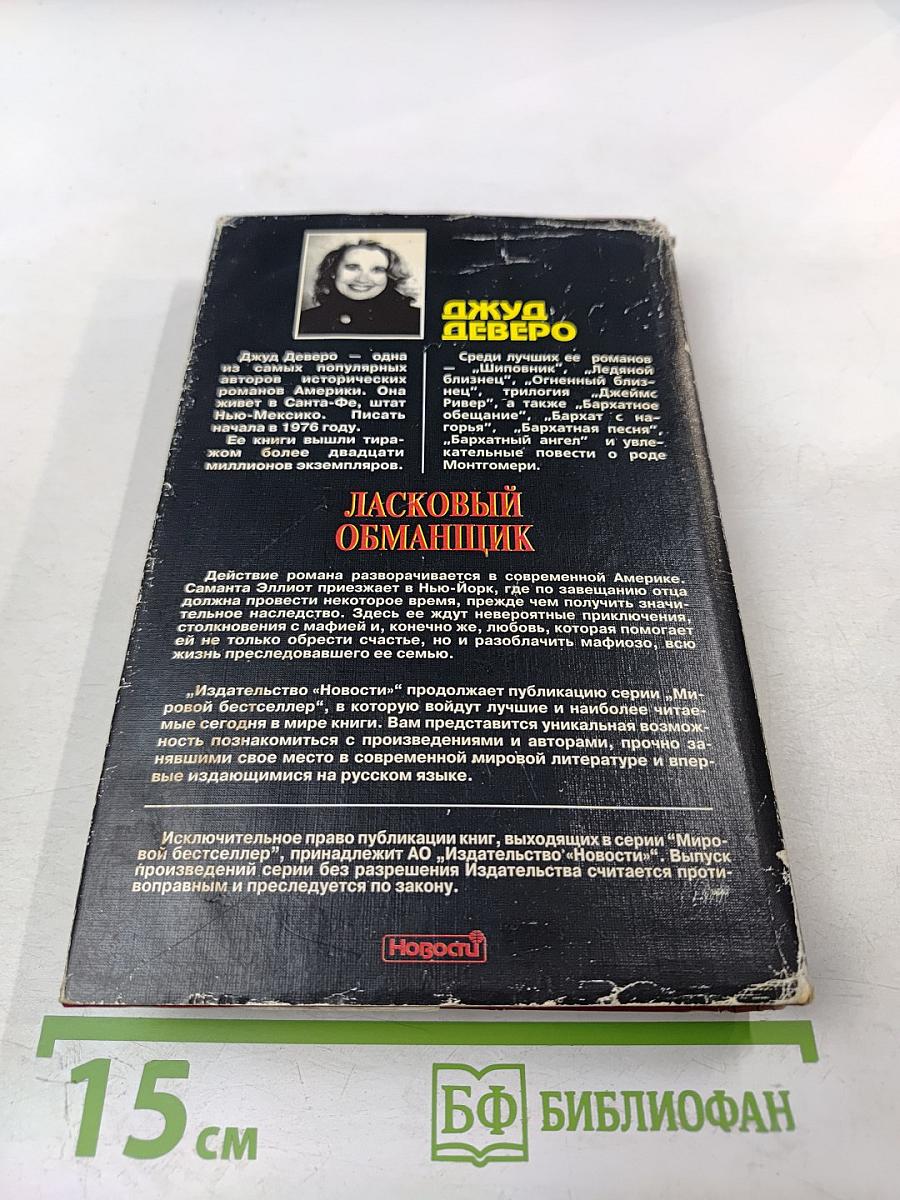 ДЖУД
ДЕВЕРО
Джуд Деверо — одна
из самых популярных
авторов исторических
романов Америки. Она
живет в Санта-Фе, штат
Нью-Мексико. Писать
начала в 1976 году.
Ее книги вышли тира-
жом более двадцати
миллионов экземпляров.
Среди лучших ее романов
— „Шиповник", „Ледяной
близнец", „Огненный близ-
нец", трилогия „Джеймс
Ривер", а также „Бархатное
обещание", „Бархат с на-
горья", „Бархатная песня",
„Бархатный ангел" и увле-
кательные повести о роде
Монтгомери.
ЛАСКОВЫЙ
ОБМАНЩИК
Действие романа разворачивается в современной Америке.
Саманта Эллиот приезжает в Нью-Йорк, где по завещанию отца
должна провести некоторое время, прежде чем получить значи-
тельное наследство. Здесь ее ждут невероятные приключения,
столкновения с мафией и, конечно же, любовь, которая помогает
ей не только обрести счастье, но и разоблачить мафиозо, всю
жизнь преследовавшего ее семью.
„Издательство «Новости»" продолжает публикацию серии „Ми-
ровой бестселлер", в которую войдут лучшие и наиболее читае-
мые сегодня в мире книги. Вам представится уникальная возмож-
ность познакомиться с произведениями и авторами, прочно за-
нявшими свое место в современной мировой литературе и впер-
вые издающимися на русском языке.
Исключительное право публикации книг, выходящих в серии "Миро-
вой бестселлер", принадлежит АО „Издательство «Новости»". Выпуск
произведений серии без разрешения Издательства считается проти-
воправным и преследуется по закону.
Новости
15 см
БФ БИБЛИОФАН